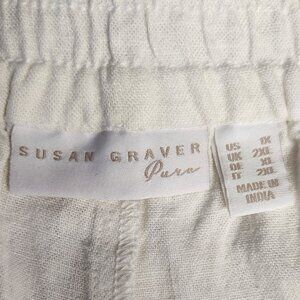 SUSAN GRAVER
Pure
US 1X
UK 2XL
DE XL
IT 2XL
MADE IN
INDIA